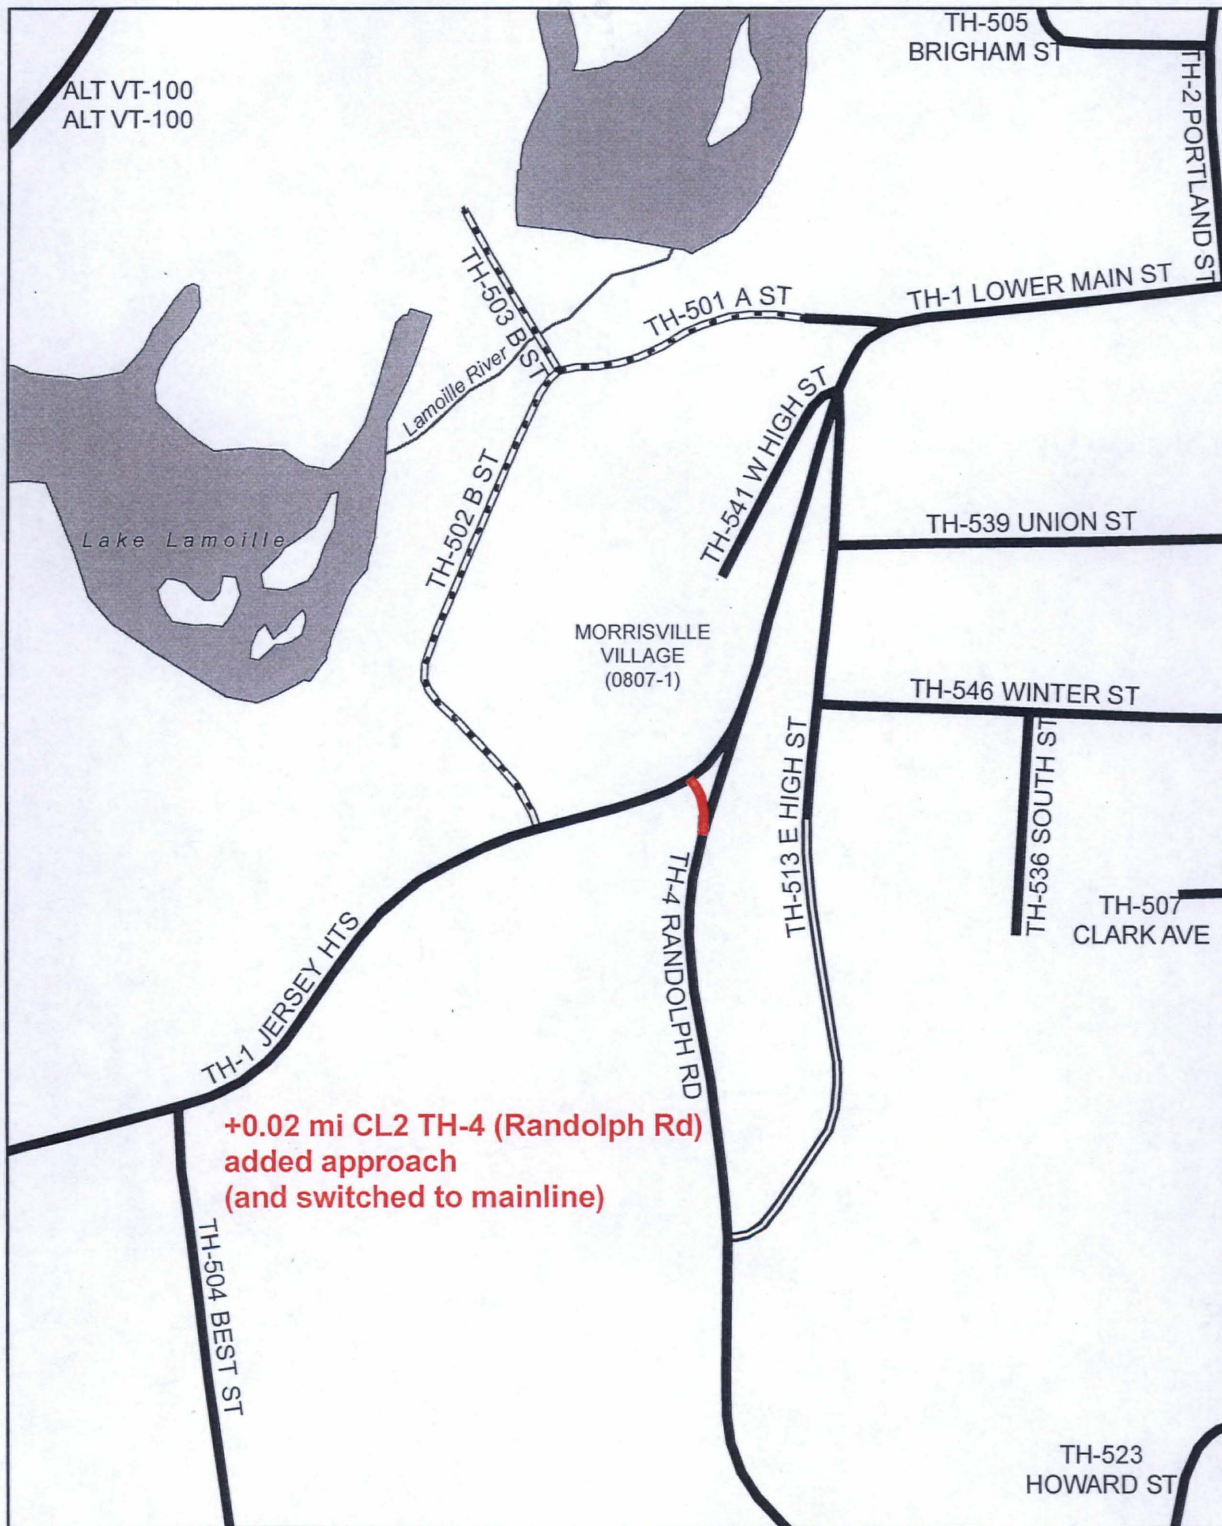 TH-505
BRIGHAM ST
TH-2 PORTLAND ST
ALT VT-100
ALT VT-100
TH-503 B ST
TH-501 A ST
TH-1 LOWER MAIN ST
Lamoille River
TH-541 W HIGH ST
TH-502 B ST
TH-539 UNION ST
Lake Lamoille
MORRISVILLE
VILLAGE
(0807-1)
TH-546 WINTER ST
TH-513 E HIGH ST
TH-536 SOUTH ST
TH-4 RANDOLPH RD
TH-507
CLARK AVE
TH-1 JERSEY HTS
+0.02 mi CL2 TH-4 (Randolph Rd)
added approach
(and switched to mainline)
TH-504 BEST ST
TH-523
HOWARD ST